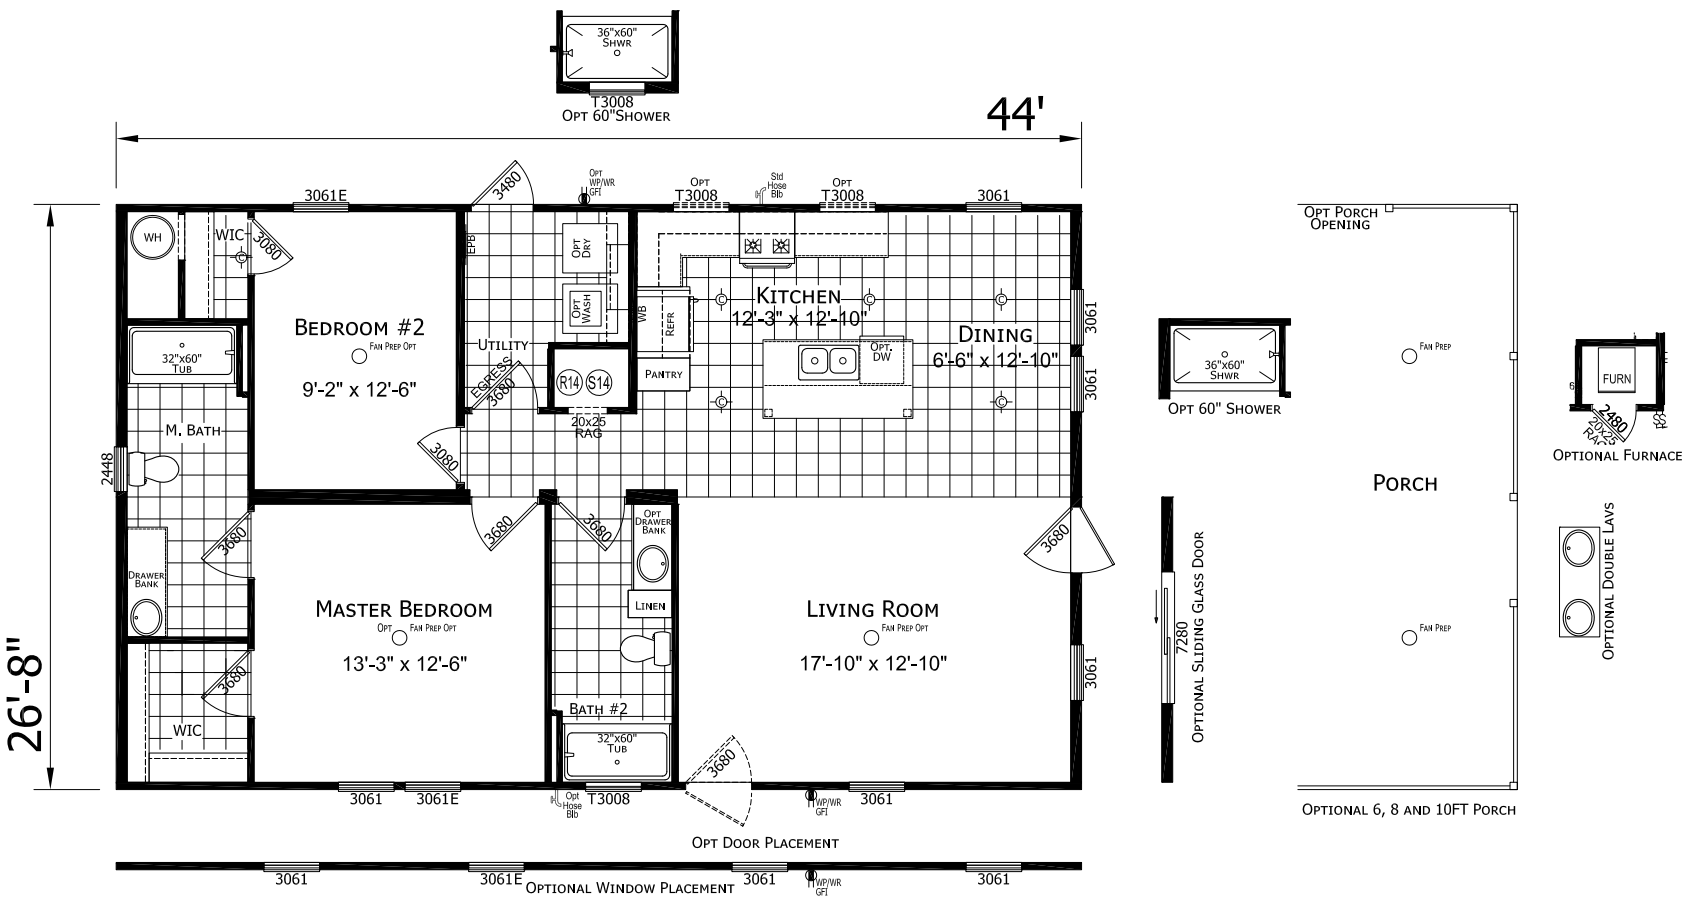 36"x60"
SHWR
T3008
OPT 60"SHOWER
44'
26'-8"
3061E
3480
OPT
WP/WR
GFI
OPT
T3008
Std
Hose
Blb
OPT
T3008
3061
WH
WIC
3080
EPB
OPT
DRY
OPT
WASH
UTILITY
EGRESS
3680
R14
S14
20x25
RAG
WB
REFR
PANTRY
KITCHEN
12'-3" x 12'-10"
OPT.
DW
DINING
6'-6" x 12'-10"
3061
3061
BEDROOM #2
FAN PREP OPT
9'-2" x 12'-6"
3080
32"x60"
TUB
M. BATH
2448
3680
DRAWER
BANK
3680
WIC
MASTER BEDROOM
OPT
FAN PREP OPT
13'-3" x 12'-6"
3680
3680
OPT
DRAWER
BANK
LINEN
BATH #2
32"x60"
TUB
LIVING ROOM
FAN PREP OPT
17'-10" x 12'-10"
3680
3061
3680
3061
3061E
Opt
Hose
Blb
T3008
WP/WR
GFI
3061
OPT DOOR PLACEMENT
3061
3061E
OPTIONAL WINDOW PLACEMENT
3061
WP/WR
GFI
3061
36"x60"
SHWR
OPT 60" SHOWER
7280
OPTIONAL SLIDING GLASS DOOR
OPT PORCH
OPENING
FAN PREP
PORCH
FAN PREP
OPTIONAL 6, 8 AND 10FT PORCH
FURN
2480
20x25
OPTIONAL FURNACE
OPTIONAL DOUBLE LAVS